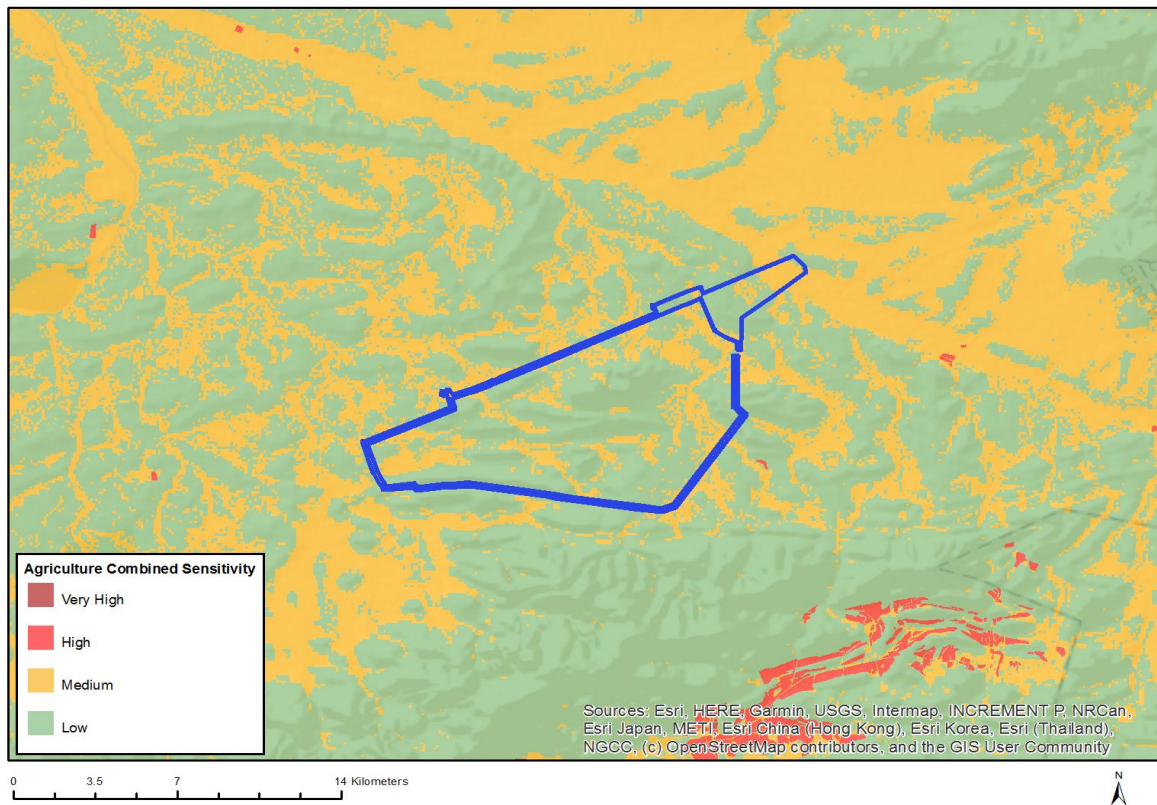 Agriculture Combined Sensitivity
Very High
High
Medium
Low
Sources: Esri, HERE, Garmin, USGS, Intermap, INCREMENT P, NRCan,
Esri Japan, METI, Esri China (Hong Kong), Esri Korea, Esri (Thailand),
NGCC, (c) OpenStreetMap contributors, and the GIS User Community
0 3.5 7 14 Kilometers
N